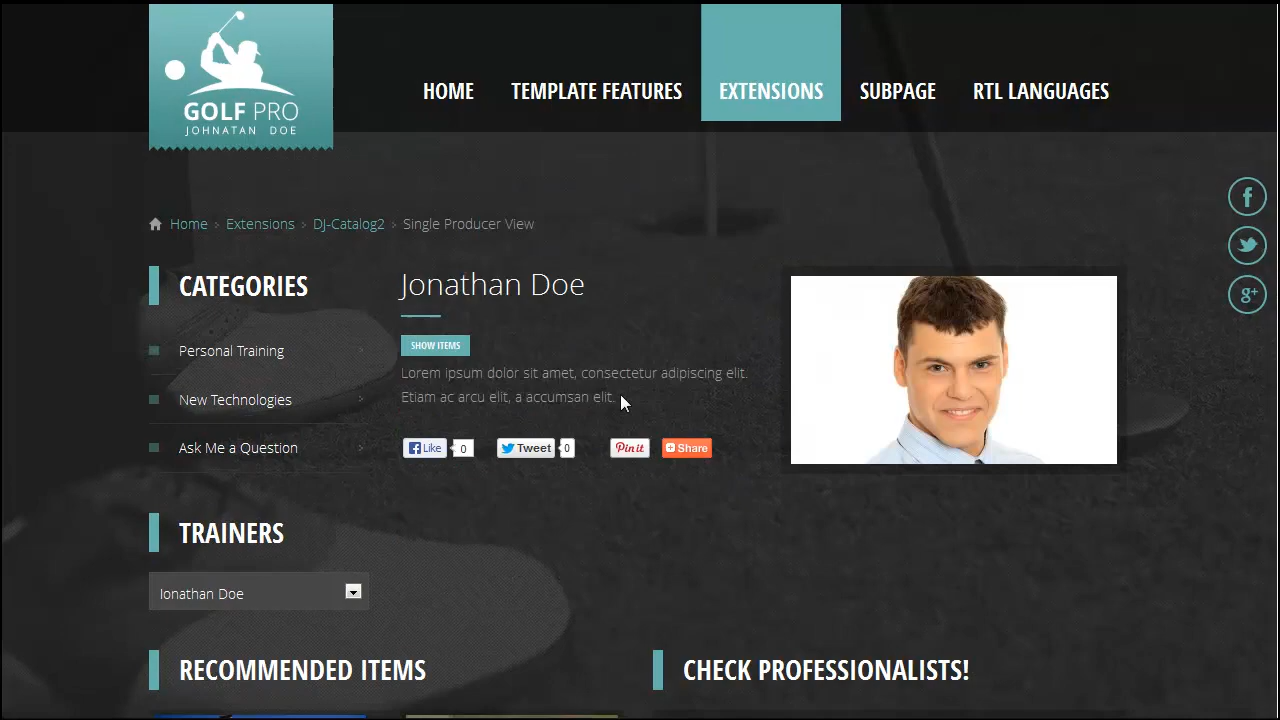 GOLF PRO
JOHNATAN DOE
HOME
TEMPLATE FEATURES
EXTENSIONS
SUBPAGE
RTL LANGUAGES
Home > Extensions > DJ-Catalog2 > Single Producer View
CATEGORIES
Personal Training
New Technologies
Ask Me a Question
Jonathan Doe
SHOW ITEMS
Lorem ipsum dolor sit amet, consectetur adipiscing elit.
Etiam ac arcu elit, a accumsan elit.
Like 0
Tweet 0
Pin it
Share
TRAINERS
Jonathan Doe
RECOMMENDED ITEMS
CHECK PROFESSIONALISTS!